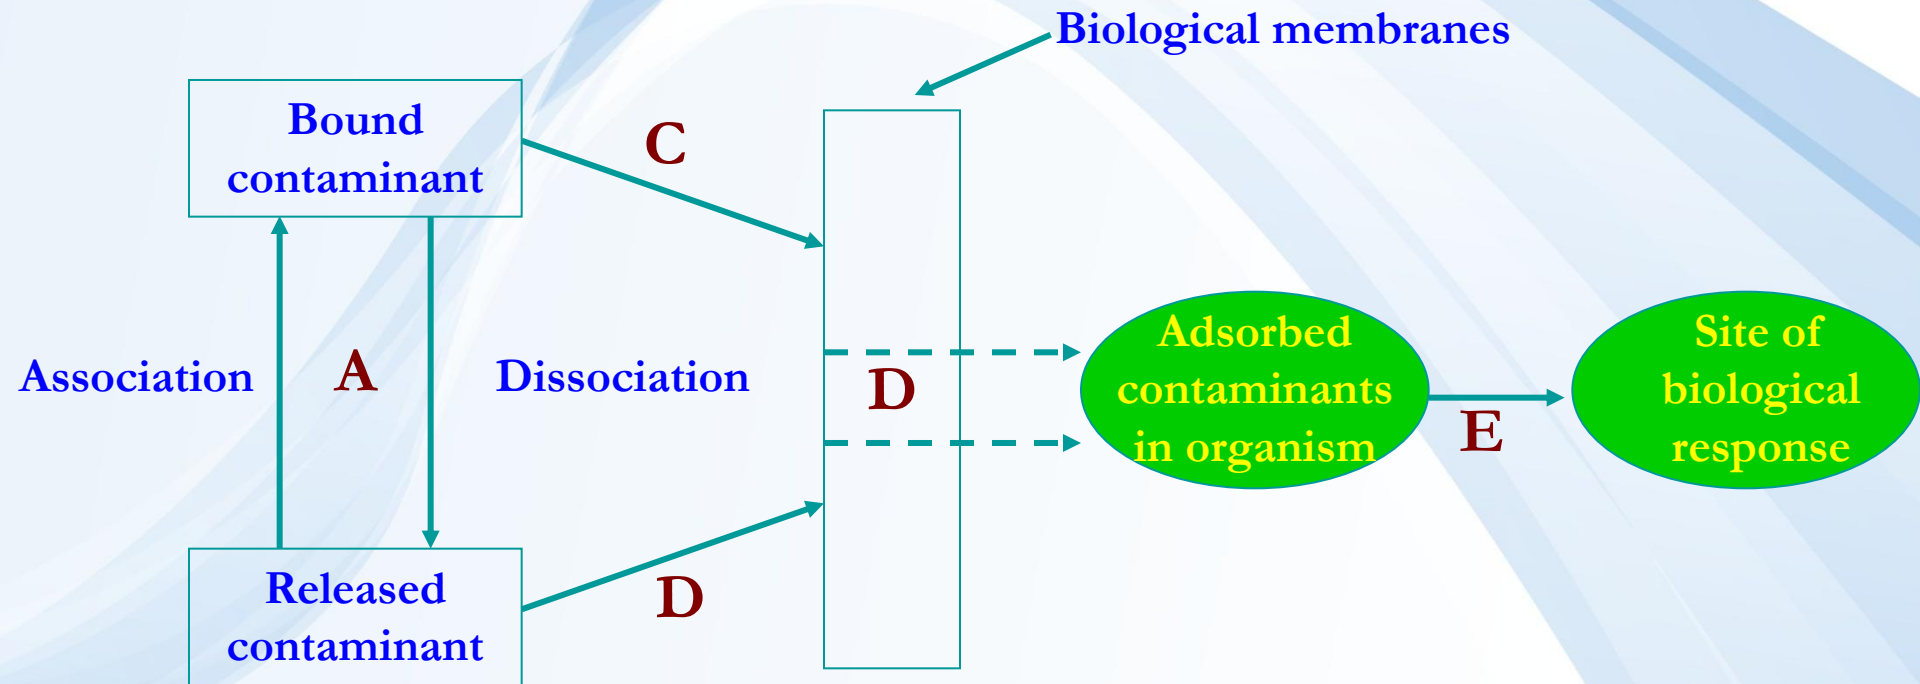 Biological membranes
Bound
contaminant
C
Association
A
Dissociation
D
Adsorbed
contaminants
in organism
E
Site of
biological
response
Released
contaminant
D